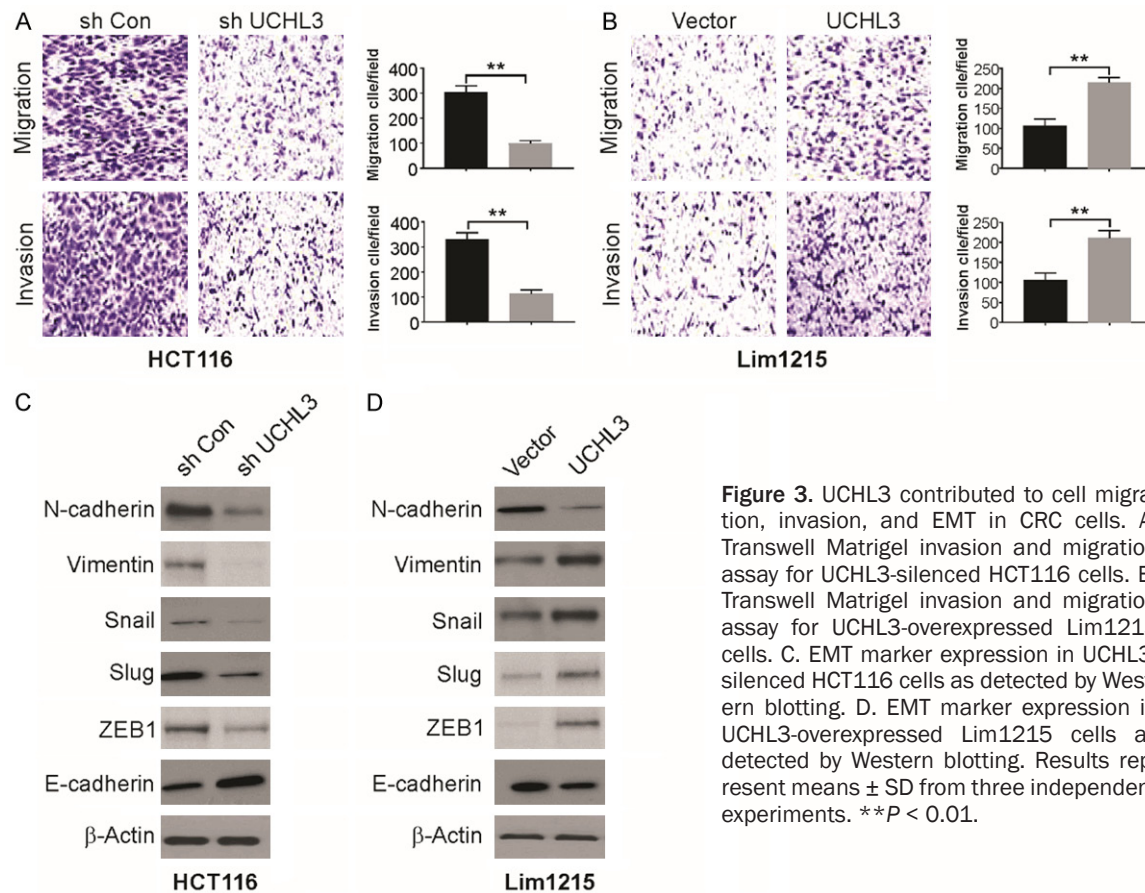 A
sh Con
sh UCHL3
Migration
Invasion
400
300
200
100
0
Migration clle/field
**
400
300
200
100
0
Invasion clle/field
**
HCT116
B
Vector
UCHL3
Migration
Invasion
250
200
150
100
50
0
Migration clle/field
**
250
200
150
100
50
0
Invasion clle/field
**
Lim1215
C
sh Con
sh UCHL3
N-cadherin
Vimentin
Snail
Slug
ZEB1
E-cadherin
β-Actin
HCT116
D
Vector
UCHL3
N-cadherin
Vimentin
Snail
Slug
ZEB1
E-cadherin
β-Actin
Lim1215
Figure 3. UCHL3 contributed to cell migra-
tion, invasion, and EMT in CRC cells. A
Transwell Matrigel invasion and migration
assay for UCHL3-silenced HCT116 cells.
Transwell Matrigel invasion and migration
assay for UCHL3-overexpressed
cells. C. EMT marker expression in UCHL3
silenced HCT116 cells as detected by West
ern blotting. D. EMT marker expression
UCHL3-overexpressed Lim1215 cells a
detected by Western blotting. Results rep
resent means ± SD from three independen
experiments. **P < 0.01.